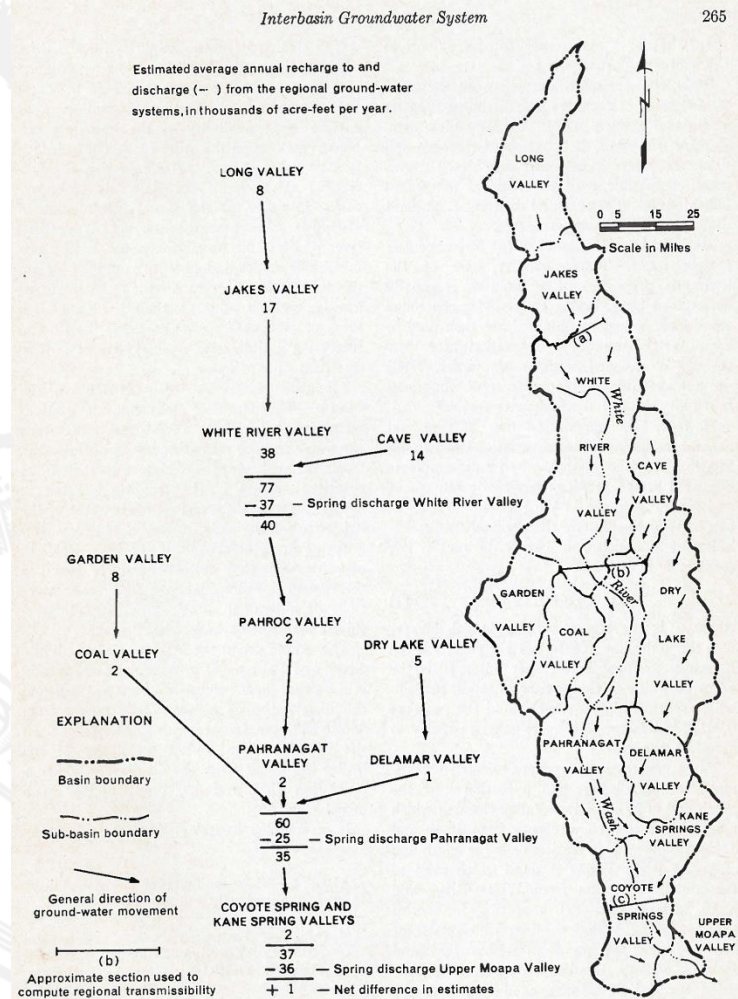 Interbasin Groundwater System
265
Estimated average annual recharge to and
discharge (– ) from the regional ground-water
systems, in thousands of acre-feet per year.
LONG VALLEY
8
JAKES VALLEY
17
WHITE RIVER VALLEY
38
CAVE VALLEY
14
77
– 37 — Spring discharge White River Valley
40
GARDEN VALLEY
8
COAL VALLEY
2
PAHROC VALLEY
2
DRY LAKE VALLEY
5
PAHRANAGAT
VALLEY
2
DELAMAR VALLEY
1
60
– 25 — Spring discharge Pahranagat Valley
35
COYOTE SPRING AND
KANE SPRING VALLEYS
2
37
– 36 — Spring discharge Upper Moapa Valley
+ 1 — Net difference in estimates
EXPLANATION
Basin boundary
Sub-basin boundary
General direction of
ground-water movement
(b)
Approximate section used to
compute regional transmissibility
N
0 5 15 25
Scale in Miles
LONG
VALLEY
JAKES
VALLEY
(a)
WHITE
White
RIVER
CAVE
VALLEY
VALLEY
(b)
River
GARDEN
VALLEY
COAL
VALLEY
DRY
LAKE
VALLEY
PAHRANAGAT
VALLEY
DELAMAR
VALLEY
Wash
KANE
SPRINGS
VALLEY
COYOTE
(c)
SPRINGS
VALLEY
UPPER
MOAPA
VALLEY